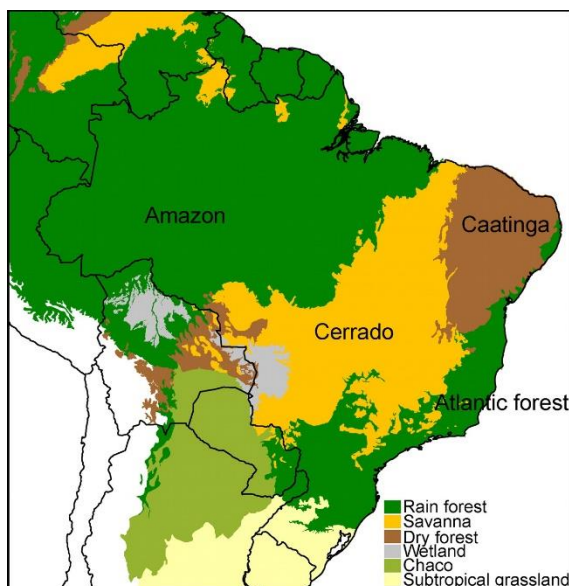 Amazon
Caatinga
Cerrado
Atlantic forest
Rain forest
Savanna
Dry forest
Wetland
Chaco
Subtropical grassland